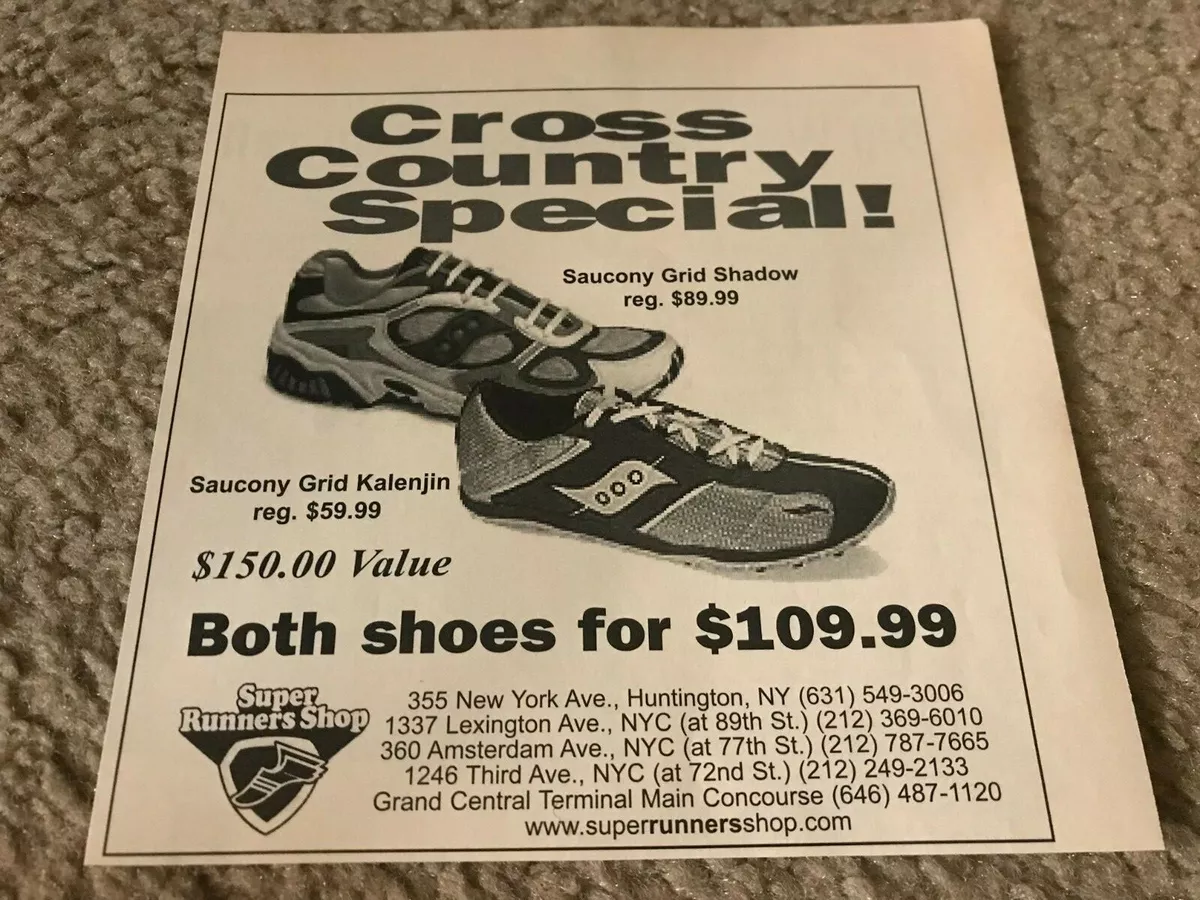 Cross
Country
Special!
Saucony Grid Shadow
reg. $89.99
Saucony Grid Kalenjin
reg. $59.99
$150.00 Value
Both shoes for $109.99
Super
Runners Shop
355 New York Ave., Huntington, NY (631) 549-3006
1337 Lexington Ave., NYC (at 89th St.) (212) 369-6010
360 Amsterdam Ave., NYC (at 77th St.) (212) 787-7665
1246 Third Ave., NYC (at 72nd St.) (212) 249-2133
Grand Central Terminal Main Concourse (646) 487-1120
www.superrunnersshop.com